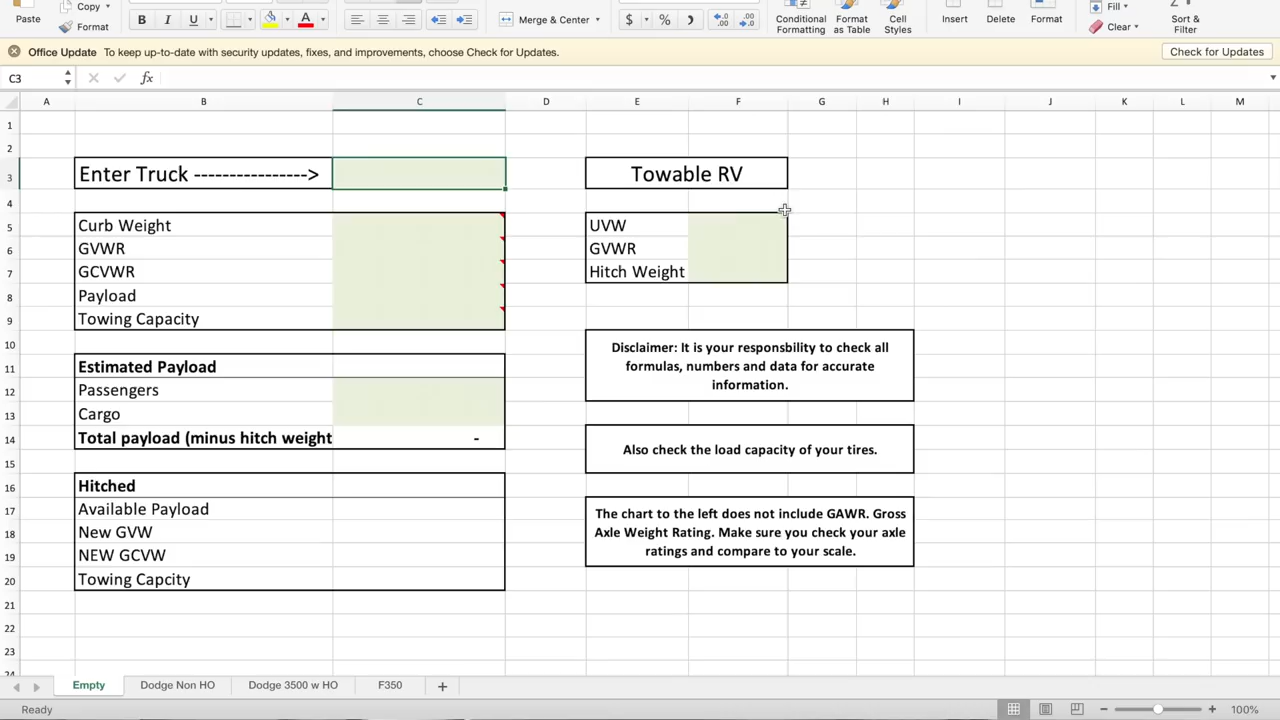 Paste
Copy
Format
B I U A
Merge & Center
$ % ❩
.0 .00
.00 .0
Conditional
Formatting
Format
as Table
Cell
Styles
Insert
Delete
Format
Fill
Clear
Sort &
Filter
Office Update To keep up-to-date with security updates, fixes, and improvements, choose Check for Updates.
Check for Updates
C3
fx
A B C D E F G H I J K L M
1
2
3 Enter Truck ----------------> Towable RV
4
5 Curb Weight UVW
6 GVWR GVWR
7 GCVWR Hitch Weight
8 Payload
9 Towing Capacity
10
11 Estimated Payload
12 Passengers
13 Cargo
14 Total payload (minus hitch weight -
15
16 Hitched
17 Available Payload
18 New GVW
19 NEW GCVW
20 Towing Capcity
21
22
23
24
Disclaimer: It is your responsbility to check all
formulas, numbers and data for accurate
information.
Also check the load capacity of your tires.
The chart to the left does not include GAWR. Gross
Axle Weight Rating. Make sure you check your axle
ratings and compare to your scale.
Empty Dodge Non HO Dodge 3500 w HO F350 +
Ready
100%